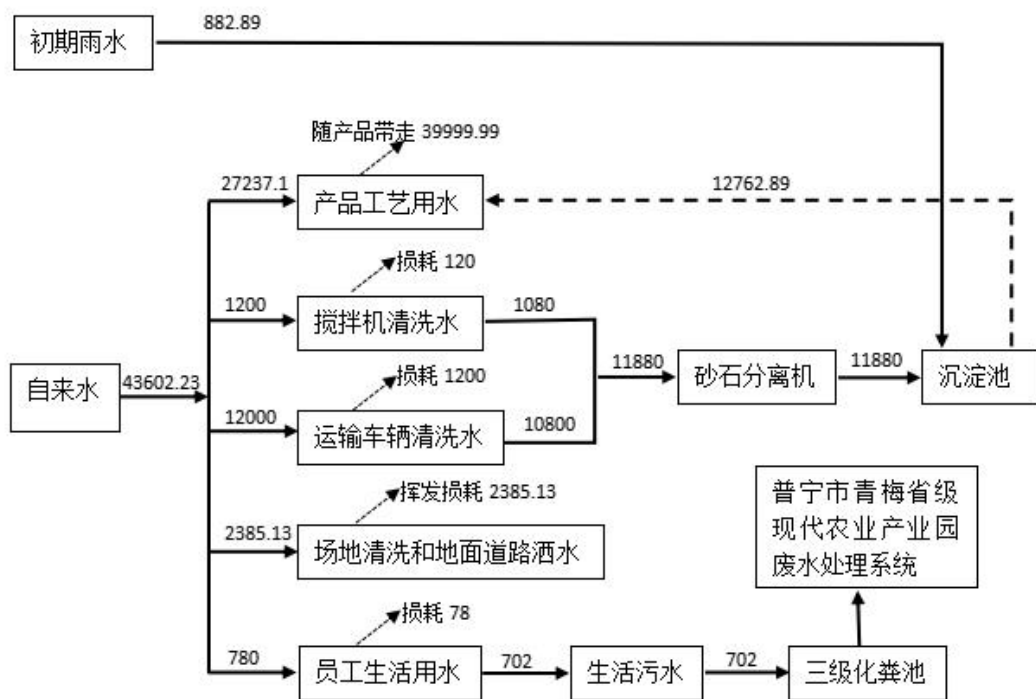 882.89
初期雨水
随产品带走 39999.99
27237.1
产品工艺用水
12762.89
损耗 120
1200
搅拌机清洗水
1080
自来水
43602.23
损耗 1200
12000
运输车辆清洗水
10800
11880
砂石分离机
11880
沉淀池
挥发损耗 2385.13
2385.13
场地清洗和地面道路洒水
普宁市青梅省级
现代农业产业园
废水处理系统
损耗 78
780
员工生活用水
702
生活污水
702
三级化粪池